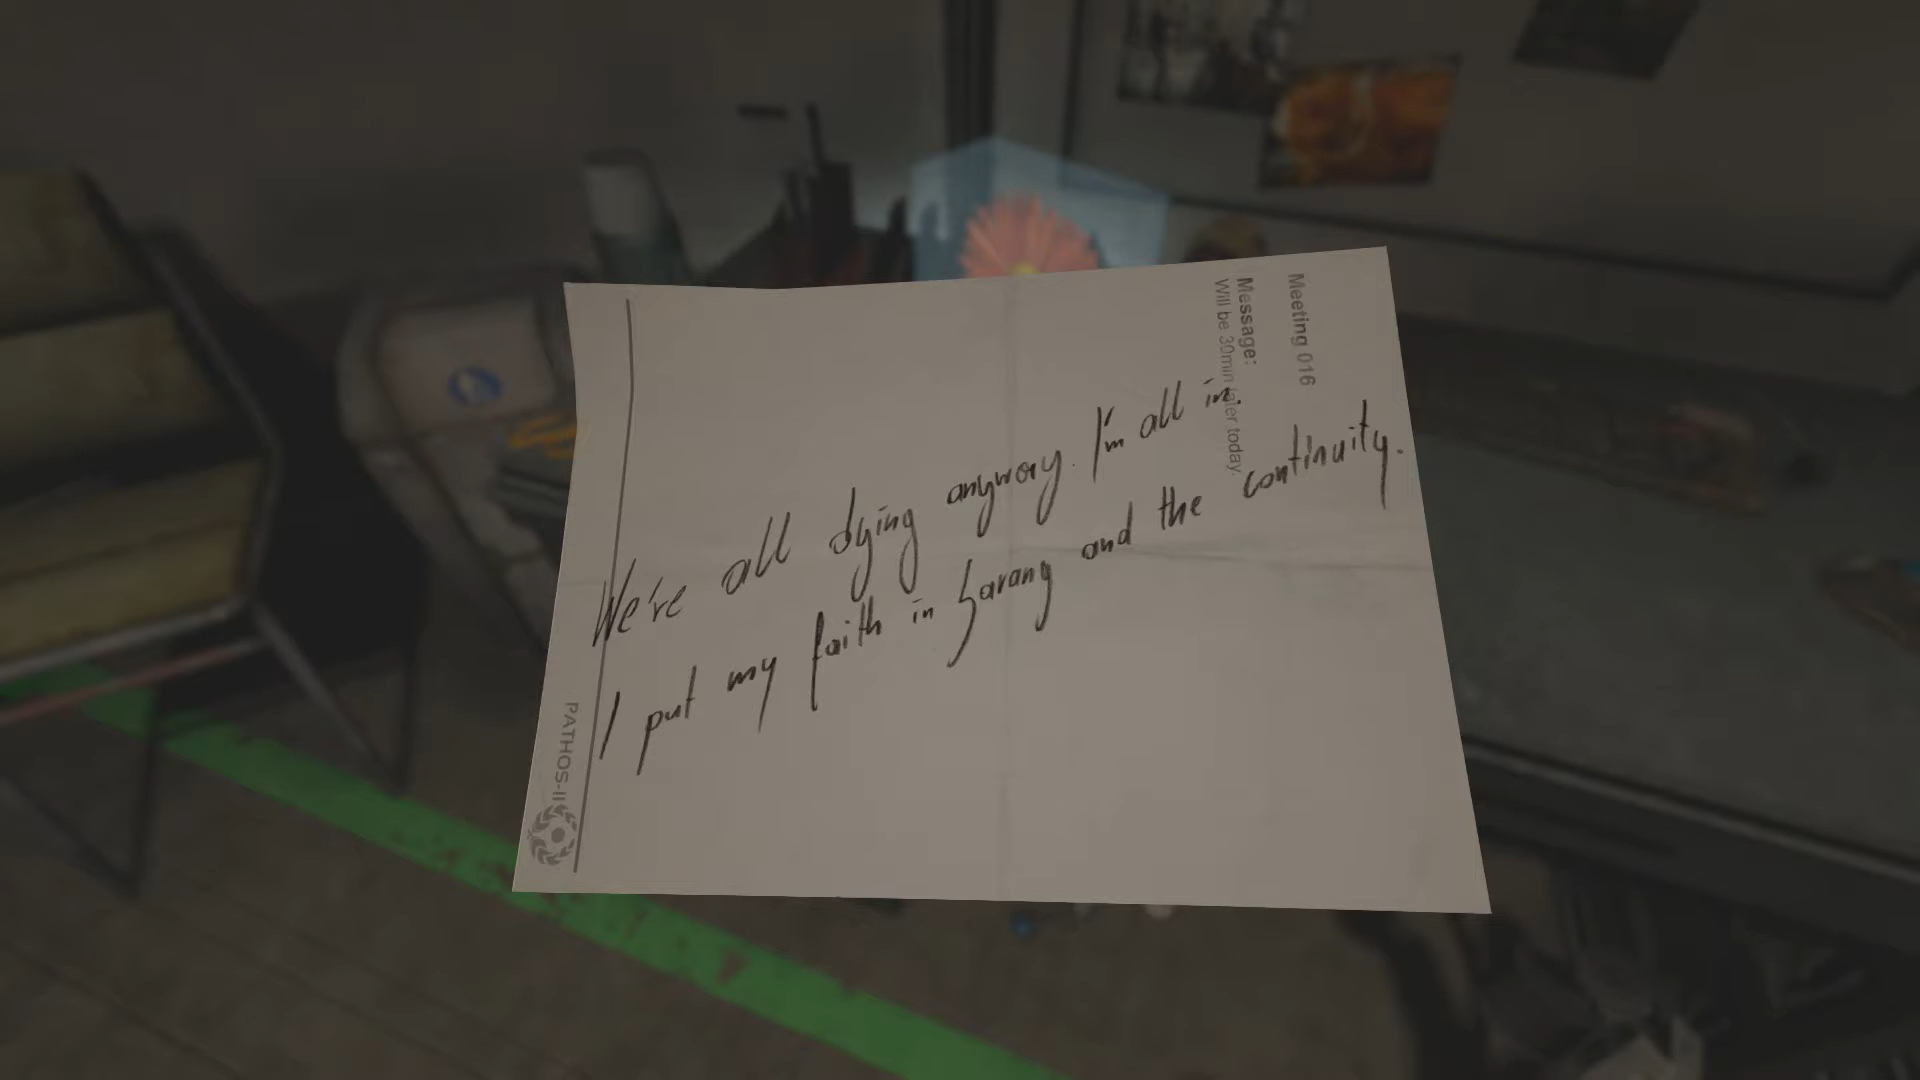 We're all dying anyway. I'm all in.
I put my faith in Sarang and the continuity.
Meeting 016
Message:
Will be 30min later today.
PATHOS-II